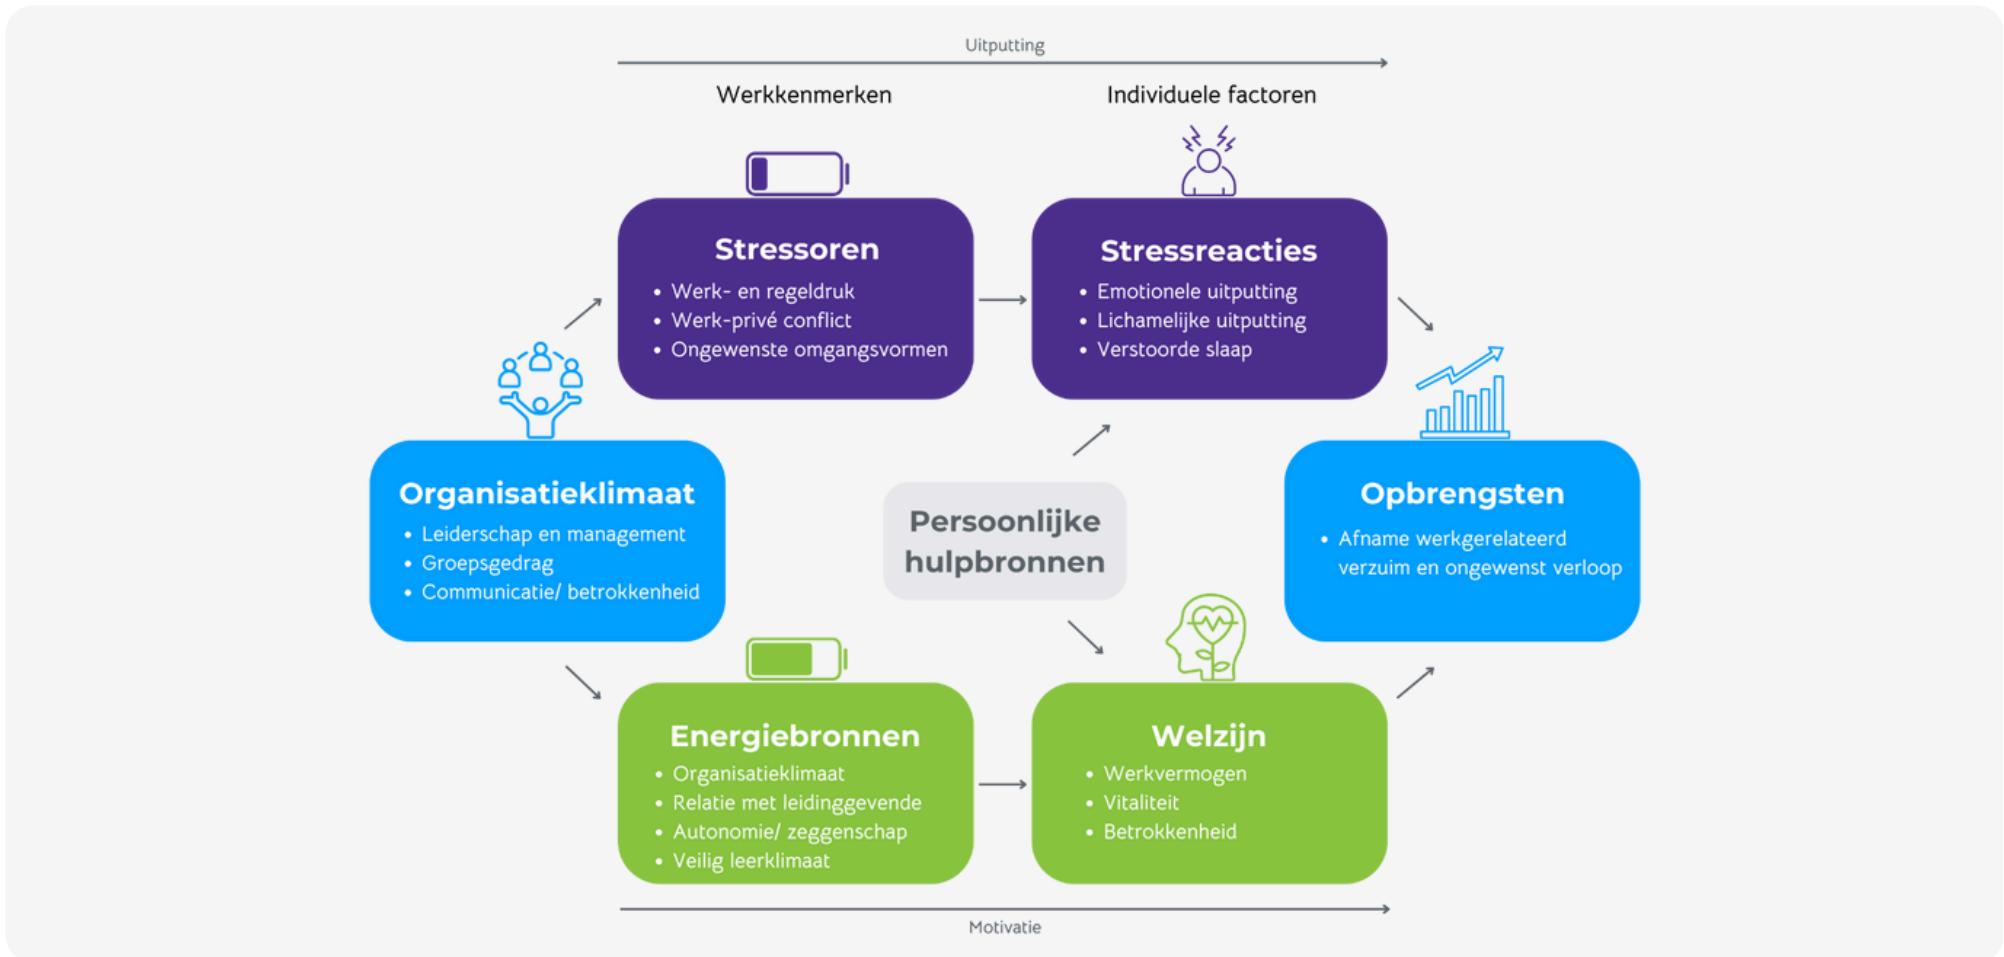 Uitputting
Werkkenmerken
Individuele factoren
Stressoren
• Werk- en regeldruk
• Werk-privé conflict
• Ongewenste omgangsvormen
Stressreacties
• Emotionele uitputting
• Lichamelijke uitputting
• Verstoorde slaap
Organisatieklimaat
• Leiderschap en management
• Groepsgedrag
• Communicatie/ betrokkenheid
Persoonlijke
hulpbronnen
Opbrengsten
• Afname werkgerelateerd
verzuim en ongewenst verloop
Energiebronnen
• Organisatieklimaat
• Relatie met leidinggevende
• Autonomie/ zeggenschap
• Veilig leerklimaat
Welzijn
• Werkvermogen
• Vitaliteit
• Betrokkenheid
Motivatie